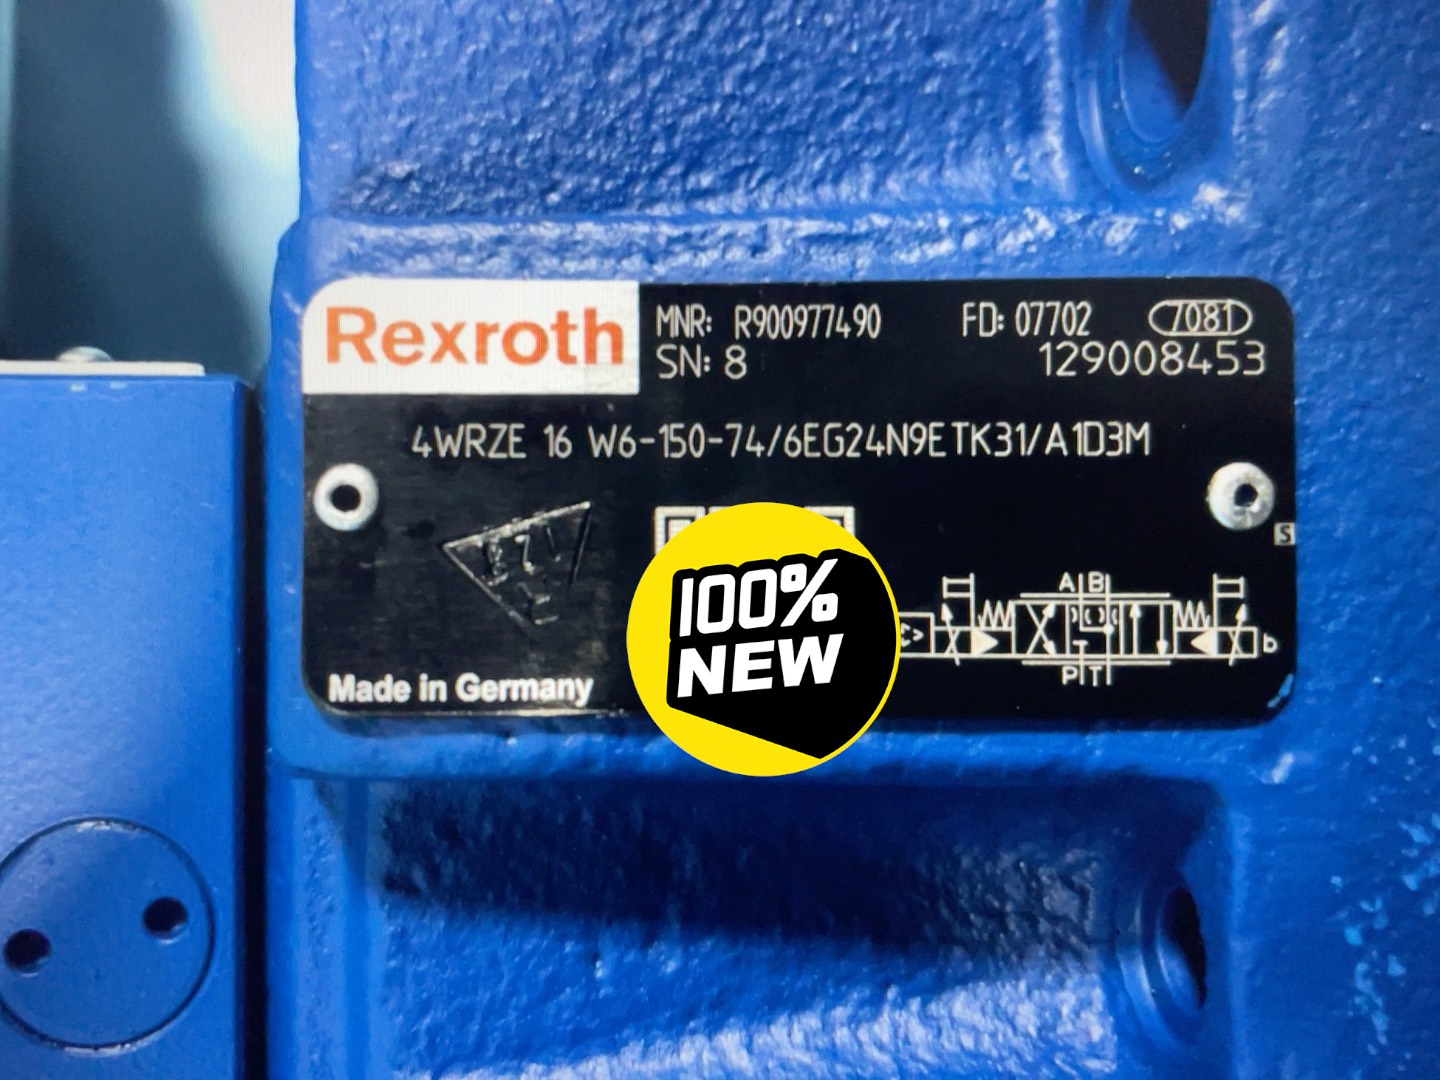 Rexroth
MNR: R900977490 FD: 07702 7081
SN: 8 129008453
4WRZE 16 W6-150-74/6EG24N9ETK31/A1D3M
S
100%
NEW
A B
b
P T
Made in Germany